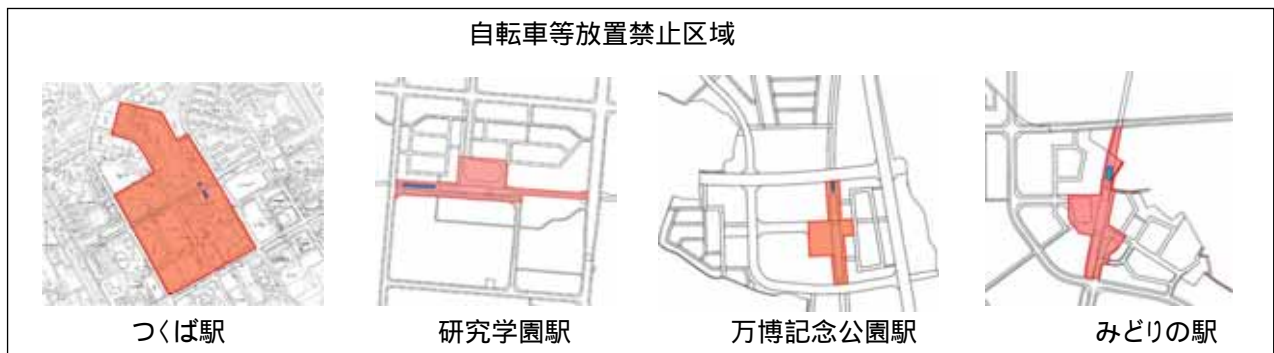 自転車等放置禁止区域
つくば駅
研究学園駅
万博記念公園駅
みどりの駅